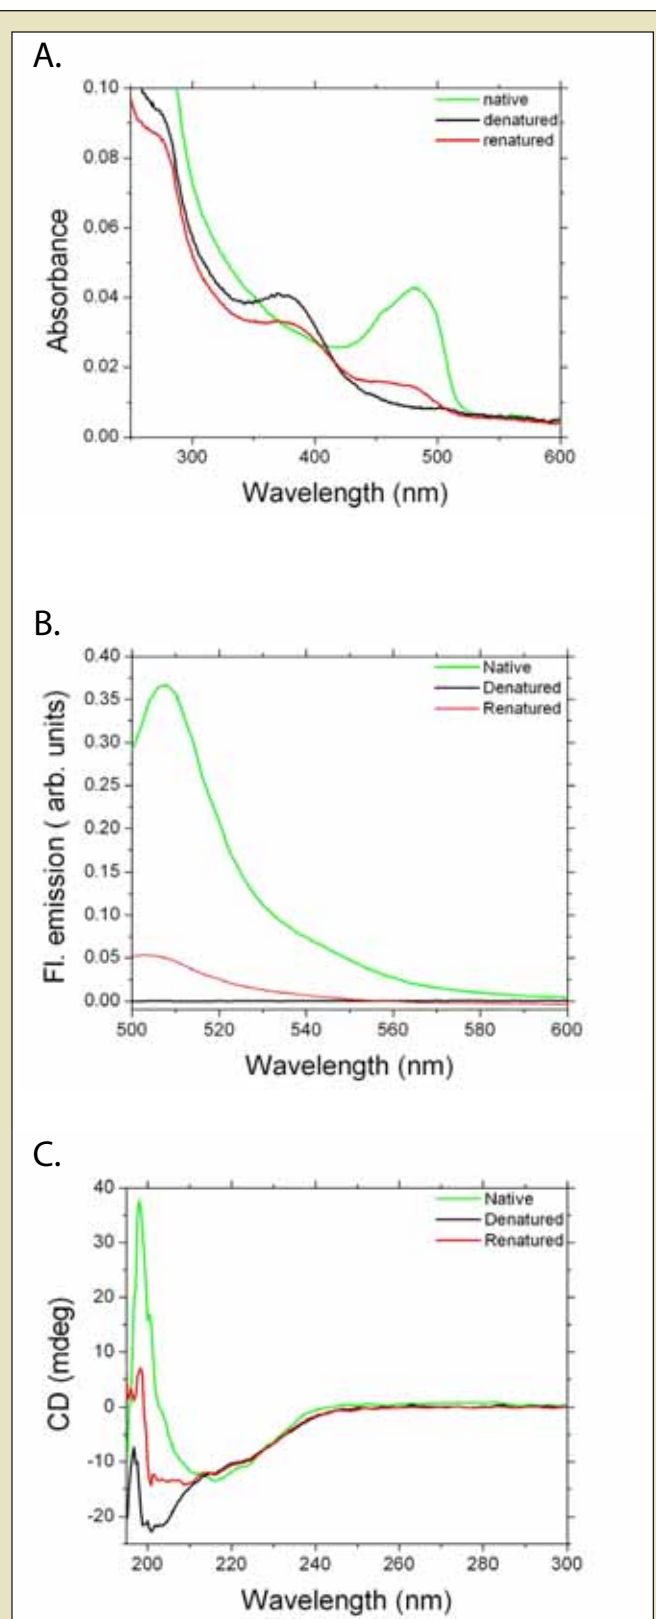 A.
0.10
0.08
0.06
0.04
0.02
0.00
Absorbance
native
denatured
renatured
300 400 500 600
Wavelength (nm)
B.
0.40
0.35
0.30
0.25
0.20
0.15
0.10
0.05
0.00
Fl. emission ( arb. units)
Native
Denatured
Renatured
500 520 540 560 580 600
Wavelength (nm)
C.
40
30
20
10
0
-10
-20
CD (mdeg)
Native
Denatured
Renatured
200 220 240 260 280 300
Wavelength (nm)